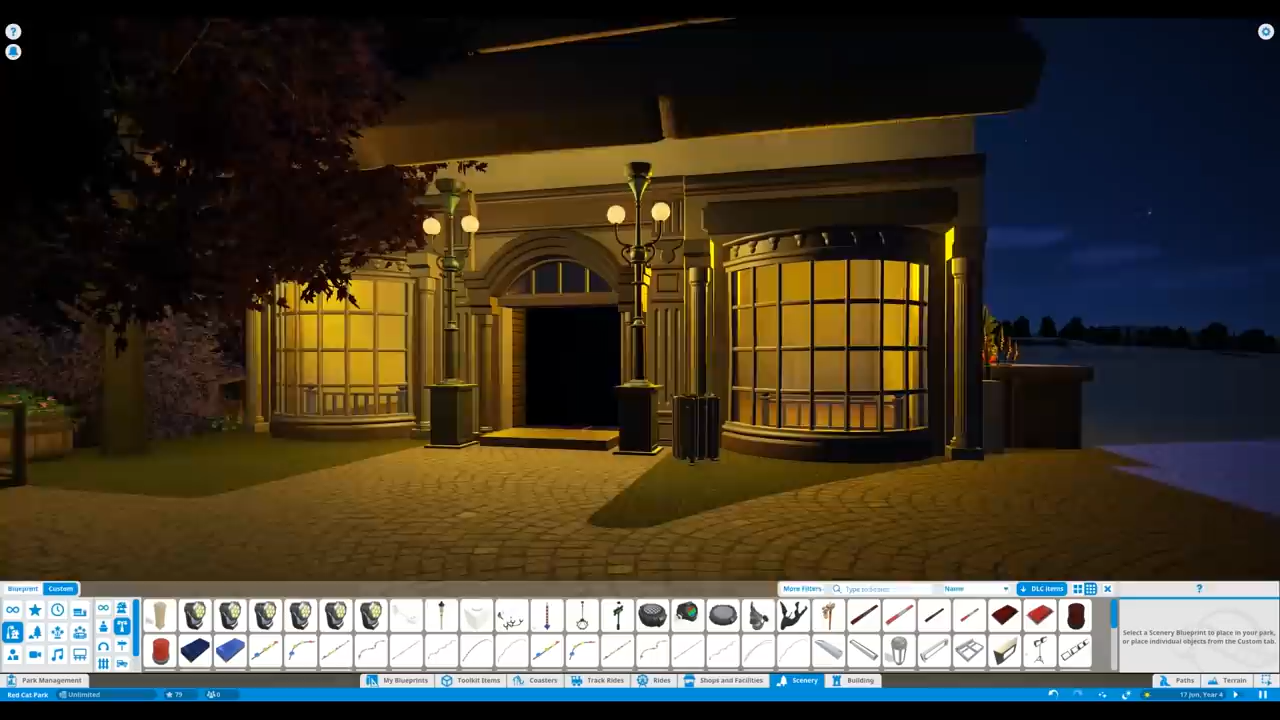 Blueprint
Custom
More Filters
Type to Search
Name
DLC Items
Select a Scenery Blueprint to place in your park,
or place individual objects from the Custom tab.
Park Management
My Blueprints
Toolkit Items
Coasters
Track Rides
Rides
Shops and Facilities
Scenery
Building
Paths
Terrain
Red Cat Park
Unlimited
79
0
17 Jun, Year 4